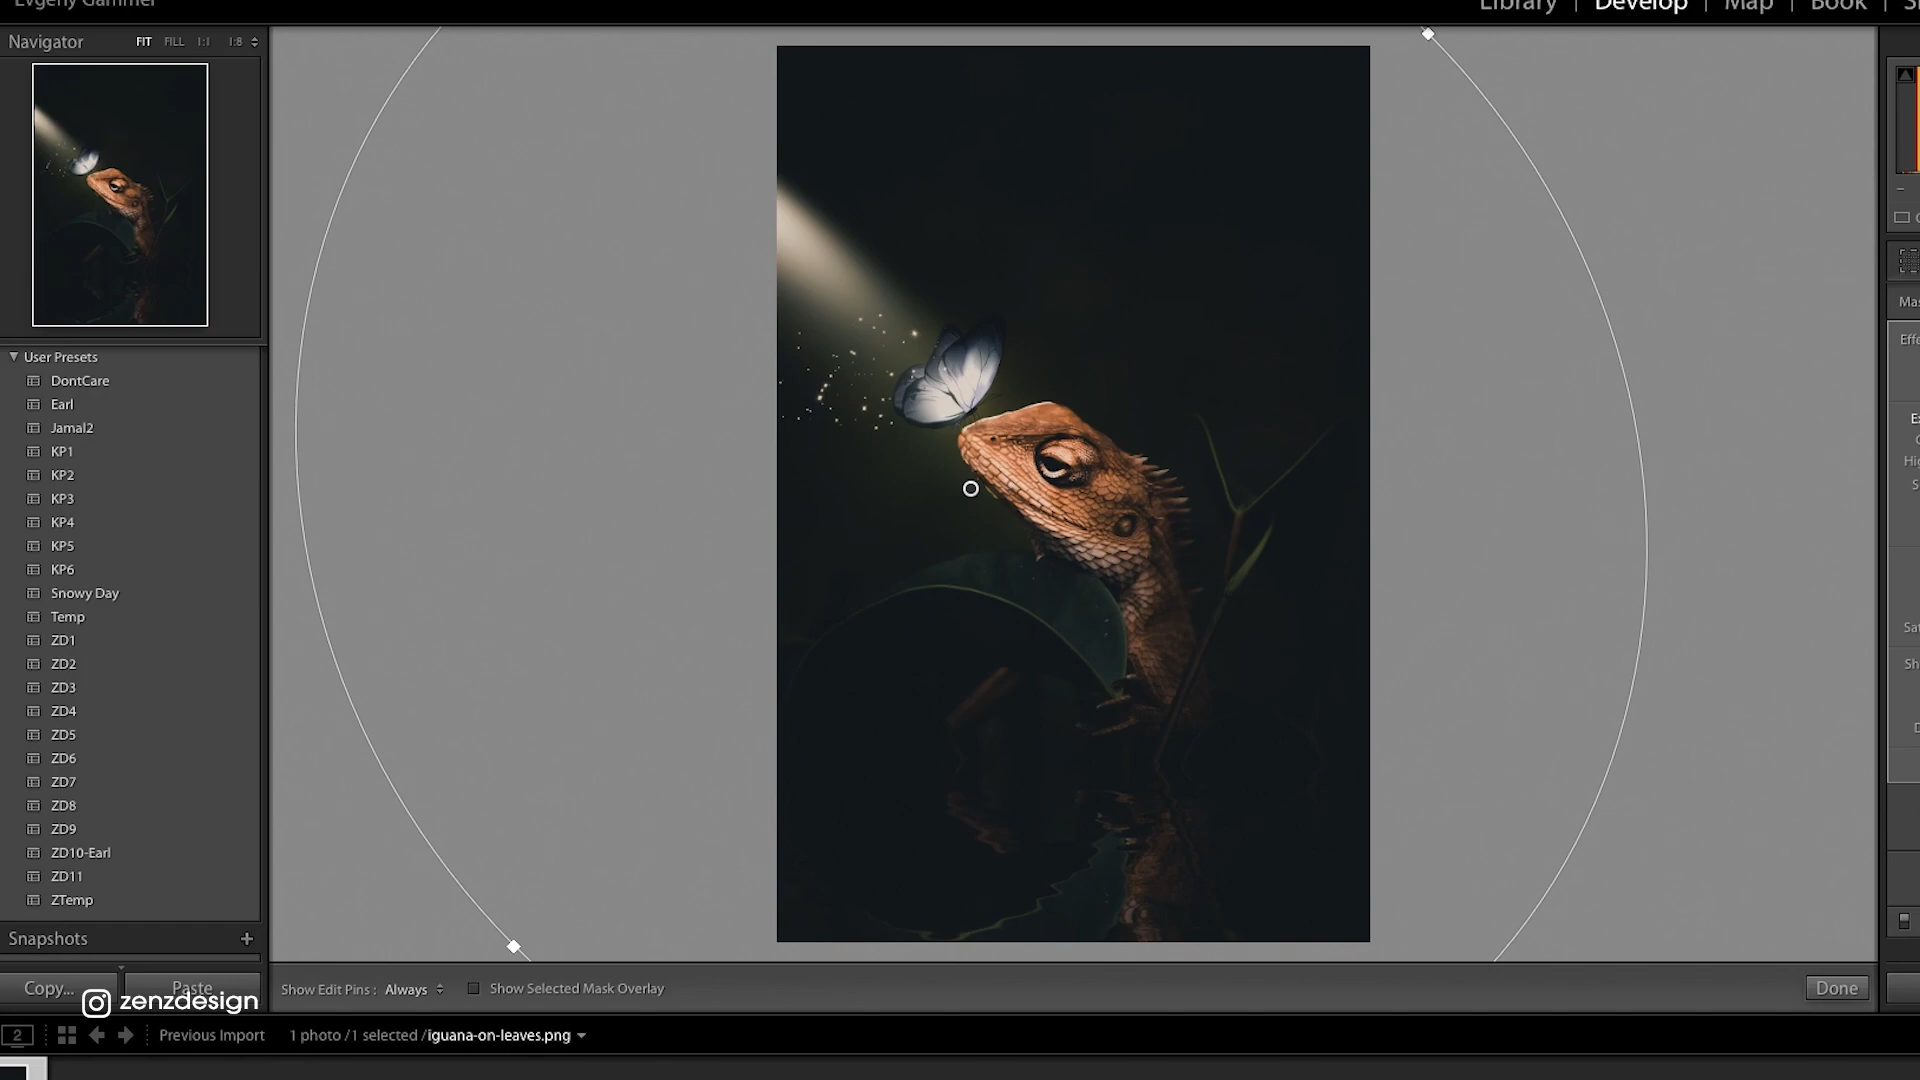 Evgeny Gammer
Library | Develop | Map | Book |
Navigator FIT FILL 1:1 1:8
User Presets
DontCare
Earl
Jamal2
KP1
KP2
KP3
KP4
KP5
KP6
Snowy Day
Temp
ZD1
ZD2
ZD3
ZD4
ZD5
ZD6
ZD7
ZD8
ZD9
ZD10-Earl
ZD11
ZTemp
Snapshots +
Copy... Paste
zenzdesign
Show Edit Pins : Always Show Selected Mask Overlay Done
2 Previous Import 1 photo /1 selected /iguana-on-leaves.png